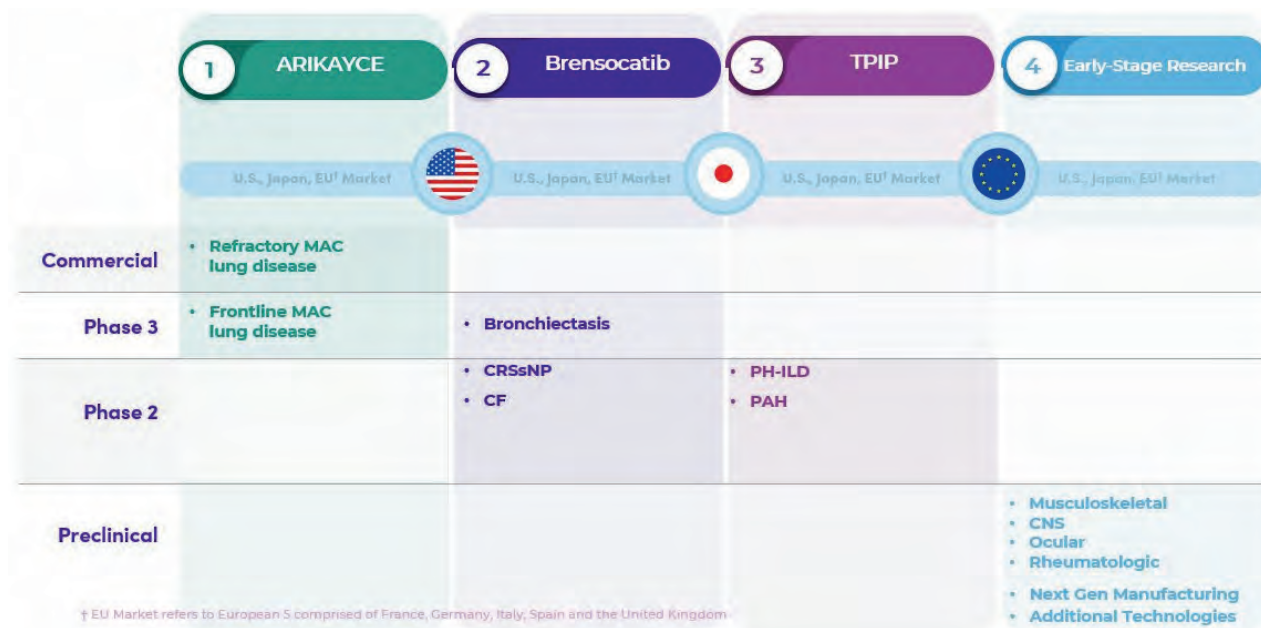 1 ARIKAYCE
2 Brensocatib
3 TPIP
4 Early-Stage Research
U.S., Japan, EU† Market
U.S., Japan, EU† Market
U.S., Japan, EU† Market
U.S., Japan, EU† Market
Commercial
• Refractory MAC
lung disease
Phase 3
• Frontline MAC
lung disease
• Bronchiectasis
Phase 2
• CRSsNP
• CF
• PH-ILD
• PAH
Preclinical
• Musculoskeletal
• CNS
• Ocular
• Rheumatologic
• Next Gen Manufacturing
• Additional Technologies
† EU Market refers to European 5 comprised of France, Germany, Italy, Spain and the United Kingdom